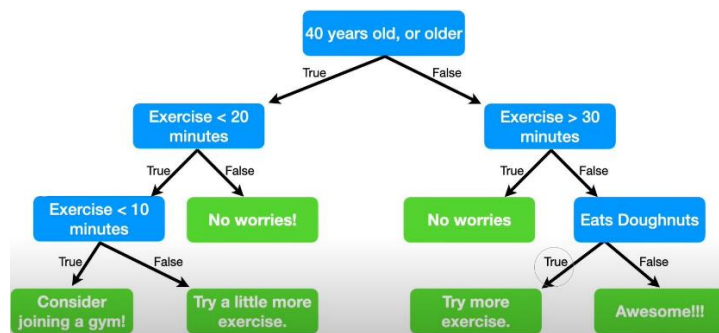 40 years old, or older
True
False
Exercise < 20
minutes
Exercise > 30
minutes
True
False
True
False
Exercise < 10
minutes
No worries!
No worries
Eats Doughnuts
True
False
True
False
Consider
joining a gym!
Try a little more
exercise.
Try more
exercise.
Awesome!!!